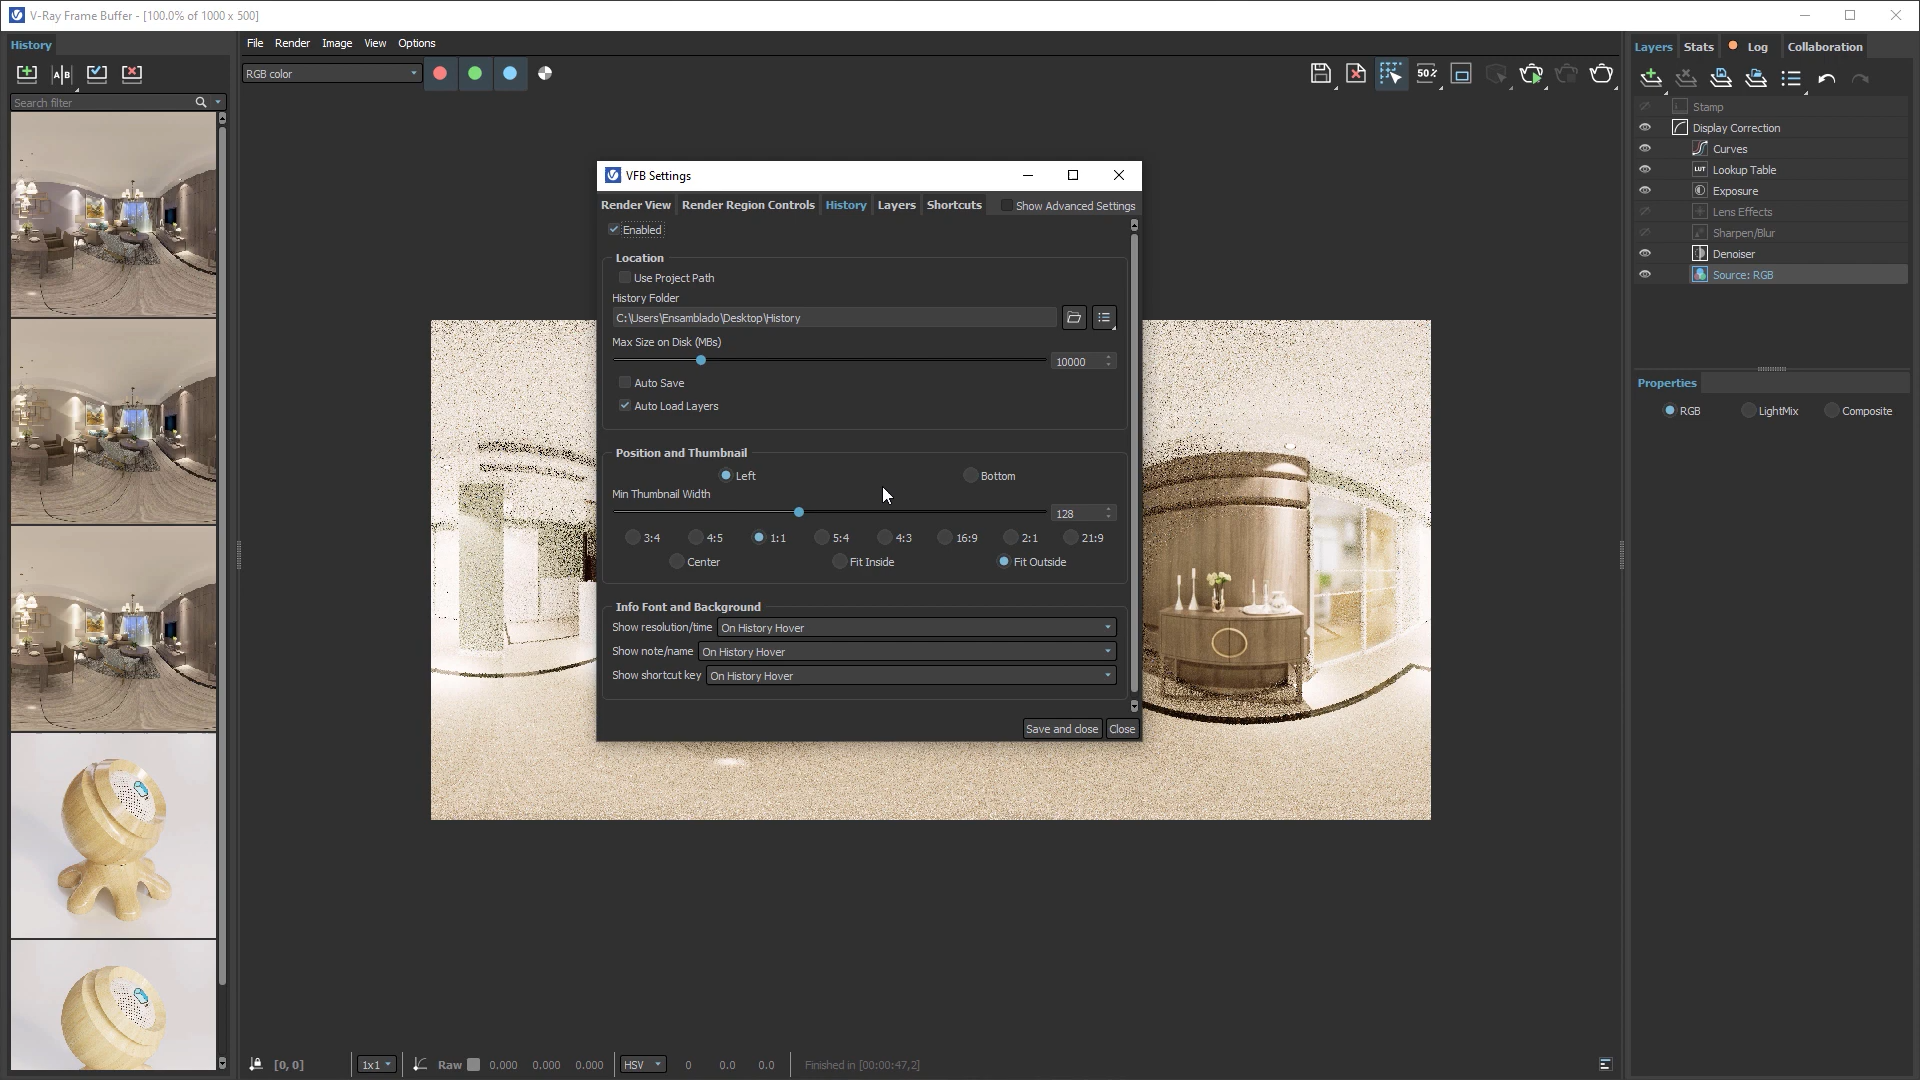 V-Ray Frame Buffer - [100.0% of 1000 x 500]
History
File Render Image View Options
Layers Stats Log Collaboration
A B
RGB color
50%
Search filter
Stamp
Display Correction
Curves
LUT Lookup Table
Exposure
Lens Effects
Sharpen/Blur
Denoiser
Source: RGB
Properties
RGB LightMix Composite
VFB Settings
Render View Render Region Controls History Layers Shortcuts Show Advanced Settings
Enabled
Location
Use Project Path
History Folder
C:\Users\Ensamblado\Desktop\History
Max Size on Disk (MBs)
10000
Auto Save
Auto Load Layers
Position and Thumbnail
Left Bottom
Min Thumbnail Width
128
3:4 4:5 1:1 5:4 4:3 16:9 2:1 21:9
Center Fit Inside Fit Outside
Info Font and Background
Show resolution/time On History Hover
Show note/name On History Hover
Show shortcut key On History Hover
Save and close Close
[0, 0] 1x1 Raw 0.000 0.000 0.000 HSV 0 0.0 0.0 Finished in [00:00:47,2]